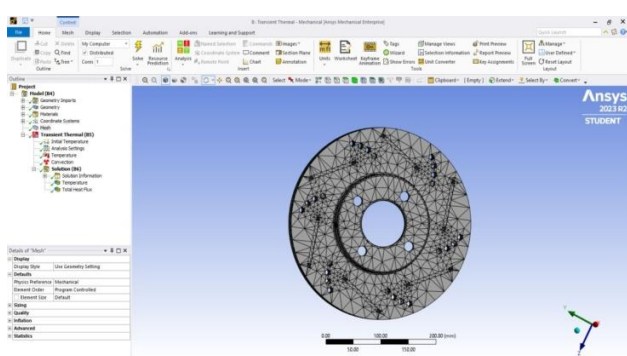 B: Transient Thermal - Mechanical [Ansys Mechanical Enterprise]
Context
File Home Mesh Display Selection Automation Add-ons Learning and Support
Duplicate Cut Delete My Computer Solve Resource Prediction Analysis Named Selection Commands Images Units Worksheet Keyframe Animation Tags Manage Views Print Preview Full Screen Manage
Copy Find Distributed Coordinate System Comment Section Plane Wizard Selection Information Report Preview User Defined
Paste Tree Cores 1 Remote Point Chart Annotation Show Errors Unit Converter Key Assignments Reset Layout
Outline Solve Insert Tools Layout
Select Mode Clipboard [Empty] Extend Select By Convert
Outline
Project
Model (B4)
Geometry Imports
Geometry
Materials
Coordinate Systems
Mesh
Transient Thermal (B5)
Initial Temperature
Analysis Settings
Temperature
Convection
Solution (B6)
Solution Information
Temperature
Total Heat Flux
Ansys
2023 R2
STUDENT
Details of "Mesh"
Display
Display Style Use Geometry Setting
Defaults
Physics Preference Mechanical
Element Order Program Controlled
Element Size Default
Sizing
Quality
Inflation
Advanced
Statistics
0.00 100.00 200.00 (mm)
50.00 150.00